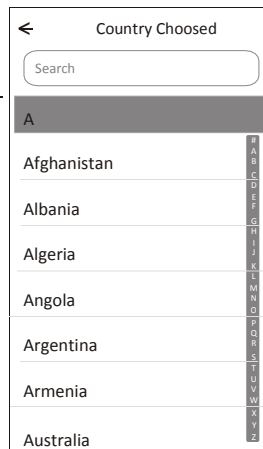 Country Choosed
Search
A
Afghanistan
Albania
Algeria
Angola
Argentina
Armenia
Australia
#
A
B
C
D
E
F
G
H
I
J
K
L
M
N
O
P
Q
R
S
T
U
V
W
X
Y
Z